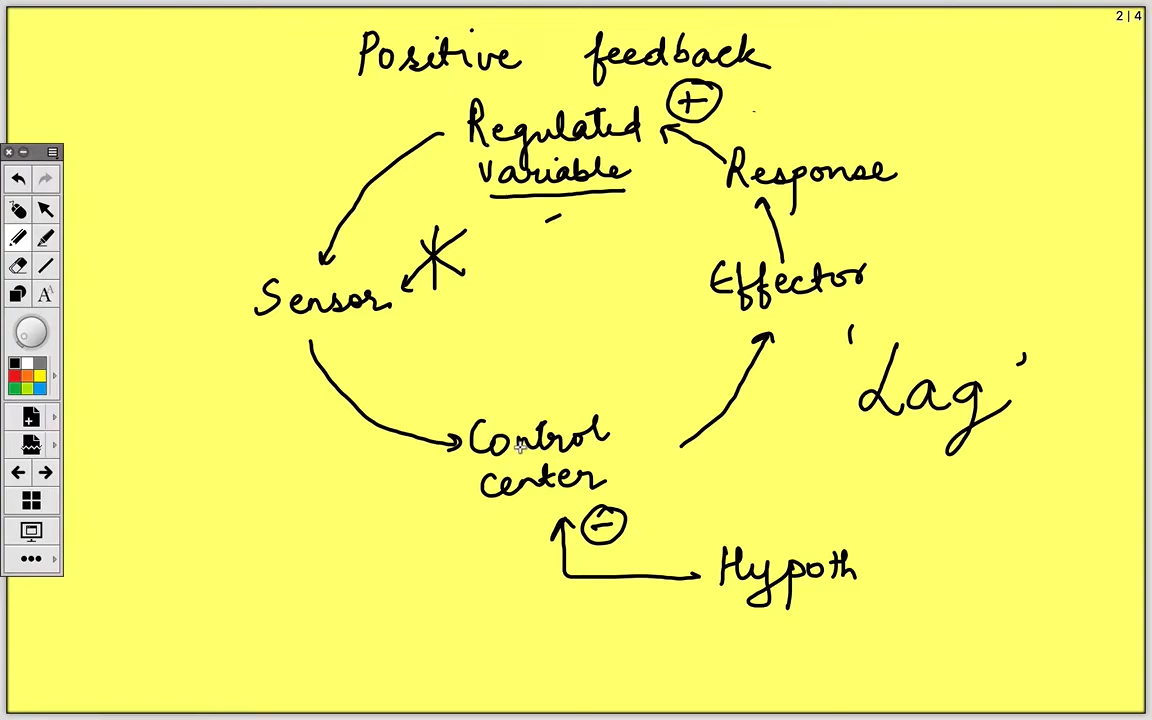 2 | 4
Positive feedback
+
Regulated
variable
Response
-
Sensor
Effector
'Lag'
Control
center
-
Hypoth
A